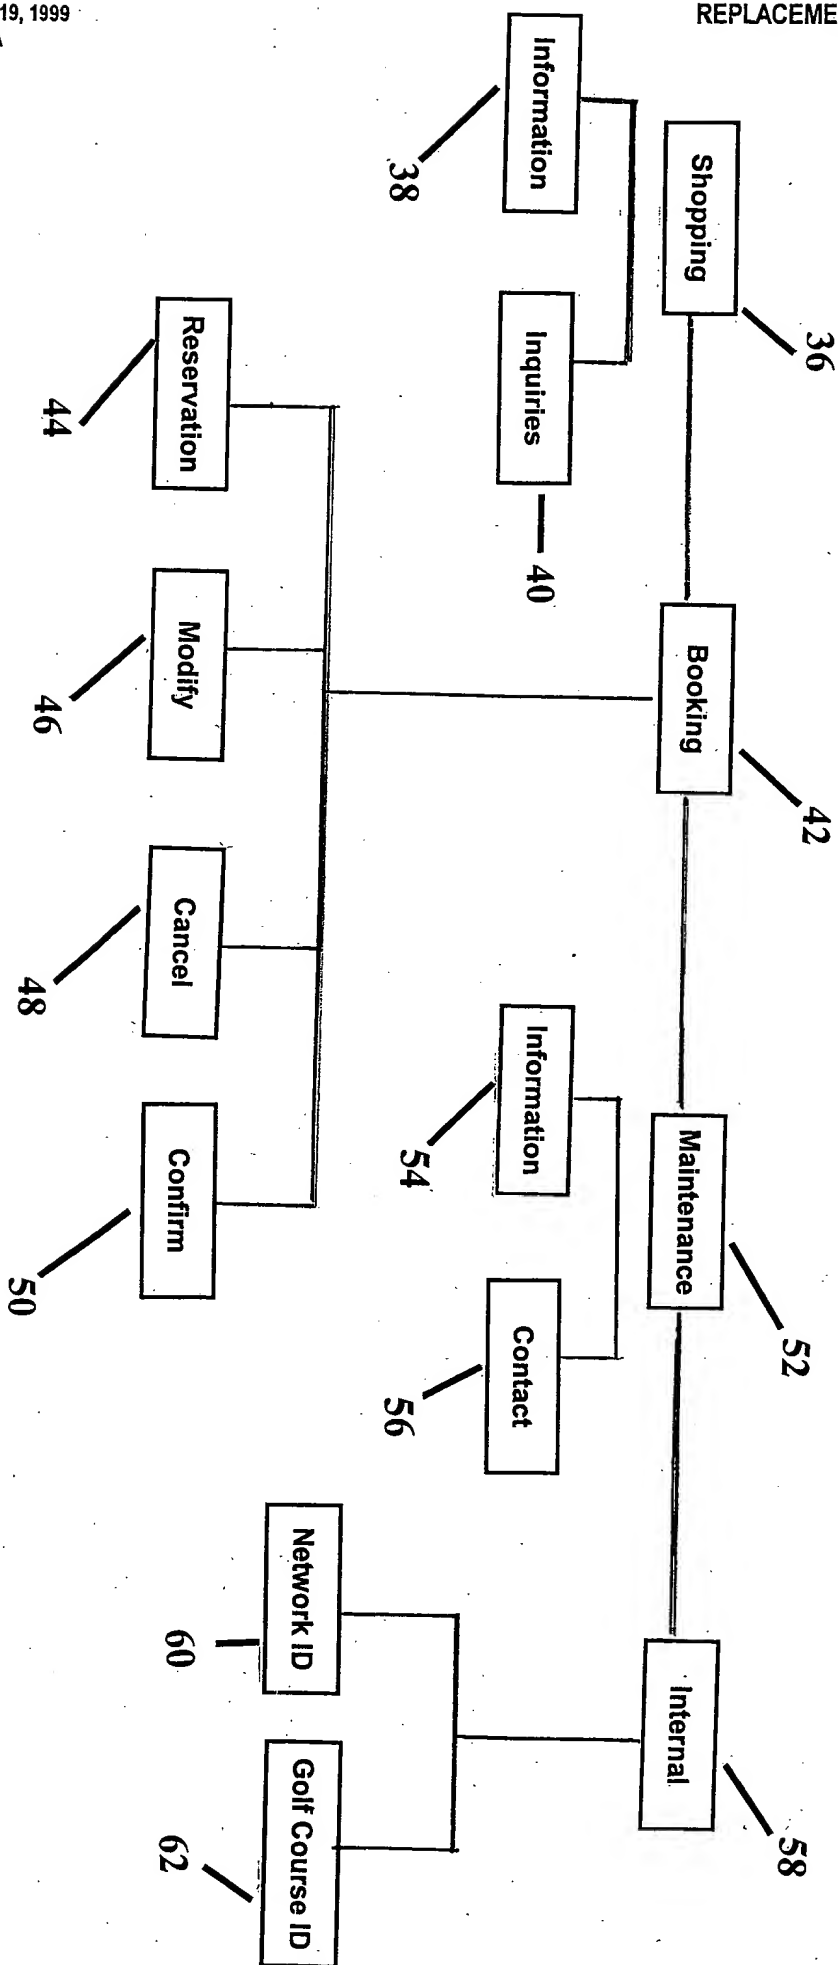 19, 1999
REPLACEME
Shopping
36
Booking
42
Maintenance
52
Internal
58
Information
38
Inquiries
40
Information
54
Contact
56
Reservation
44
Modify
46
Cancel
48
Confirm
50
Network ID
60
Golf Course ID
62